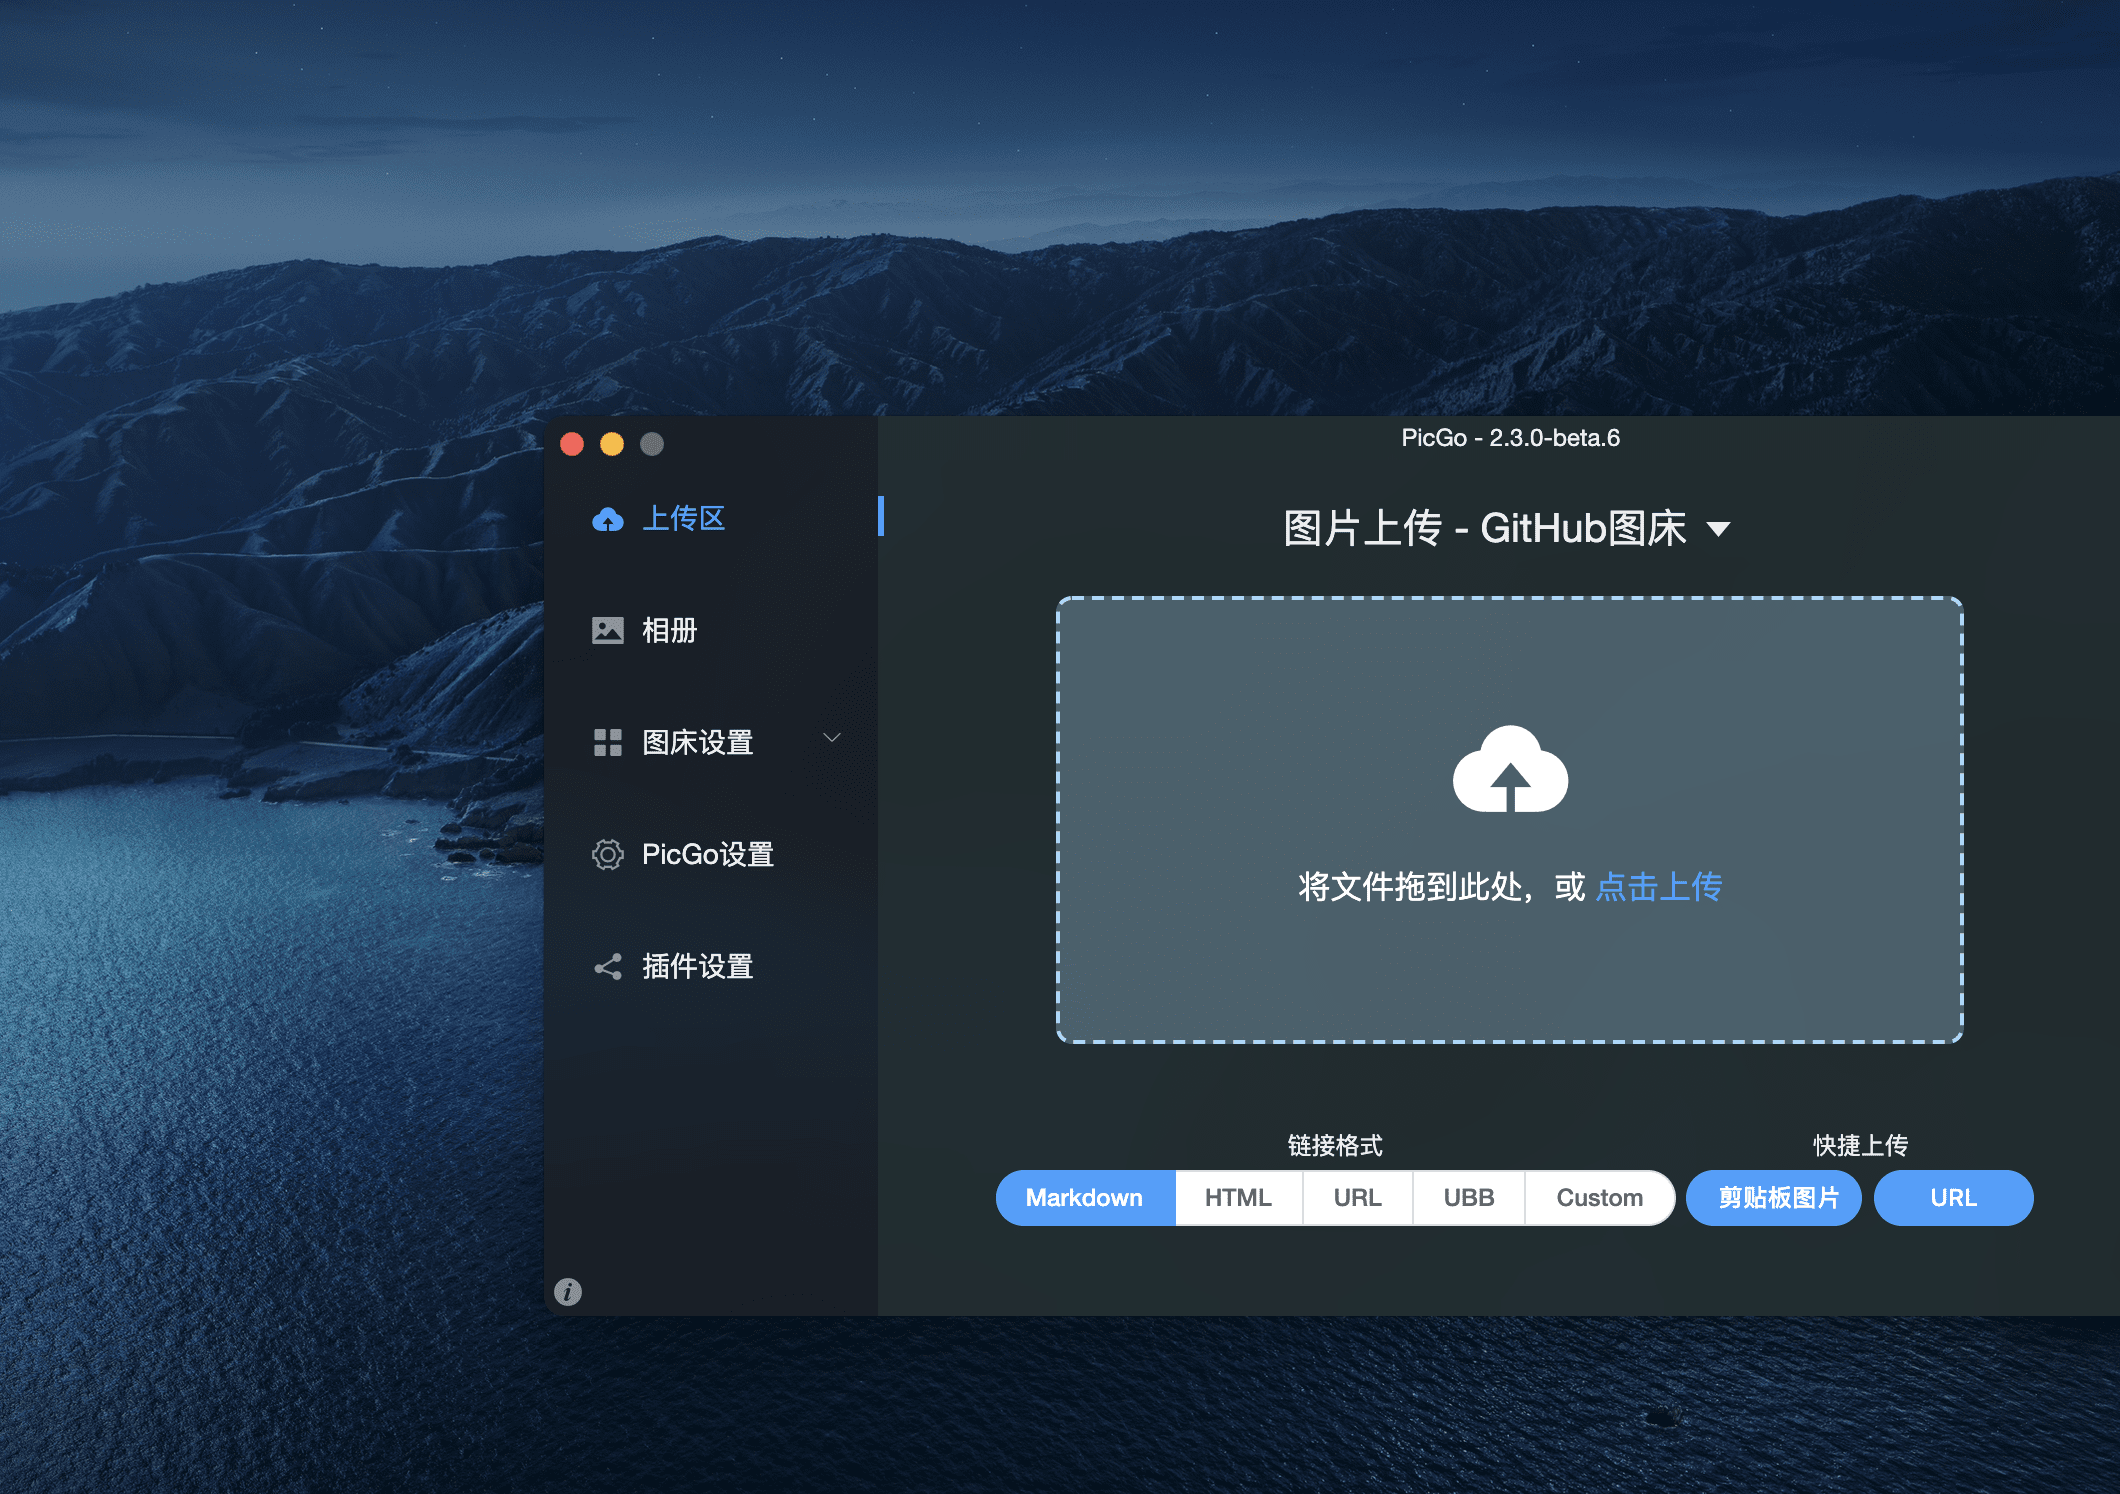 PicGo - 2.3.0-beta.6
上传区
相册
图床设置
PicGo设置
插件设置
图片上传 - GitHub图床
将文件拖到此处，或 点击上传
链接格式
快捷上传
Markdown HTML URL UBB Custom 剪贴板图片 URL
i